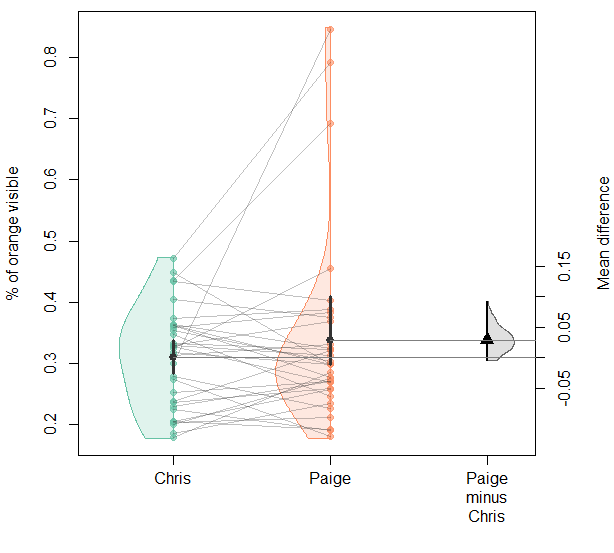 % of orange visible
0.8
0.7
0.6
0.5
0.4
0.3
0.2
Chris
Paige
Paige
minus
Chris
0.15
0.05
-0.05
Mean difference